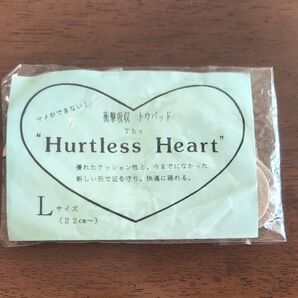 マメができない!
衝撃吸収 トウパッド
The
"Hurtless Heart"
優れたクッション性と、今までになかった
新しい形で足を守り、快適に踊れる。
L サイズ
(22㎝〜)